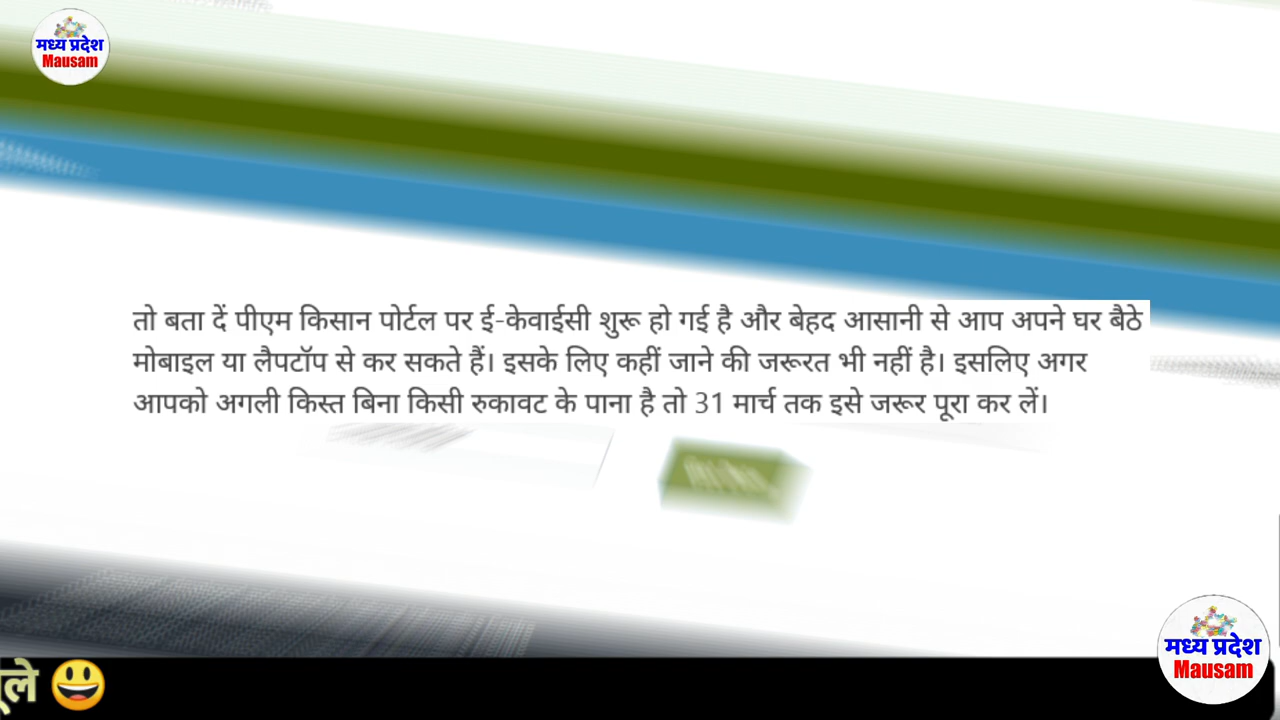 मध्य प्रदेश
Mausam
तो बता दें पीएम किसान पोर्टल पर ई-केवाईसी शुरू हो गई है और बेहद आसानी से आप अपने घर बैठे
मोबाइल या लैपटॉप से कर सकते हैं। इसके लिए कहीं जाने की जरूरत भी नहीं है। इसलिए अगर
आपको अगली किस्त बिना किसी रुकावट के पाना है तो 31 मार्च तक इसे जरूर पूरा कर लें।
मध्य प्रदेश
Mausam